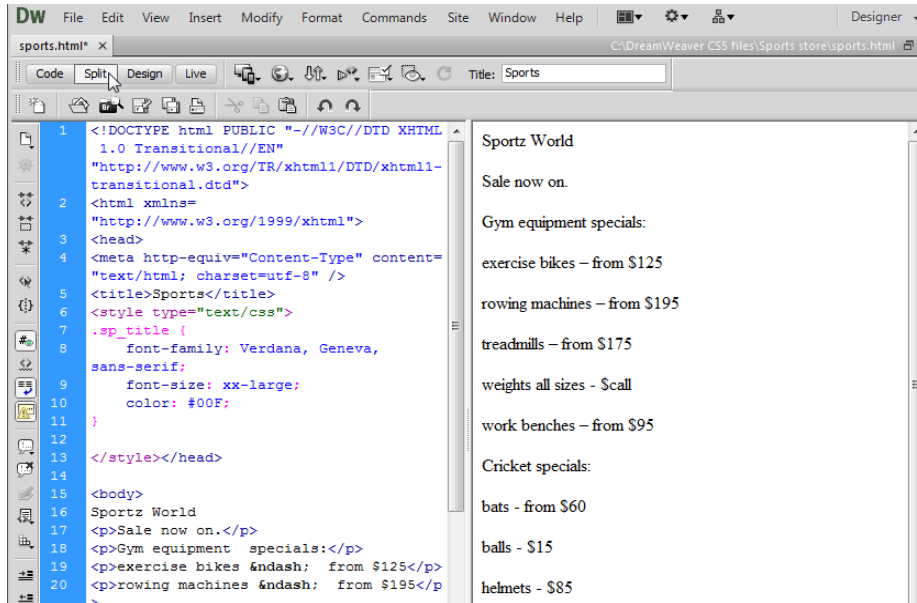 DW File Edit View Insert Modify Format Commands Site Window Help Designer
sports.html* × C:\DreamWeaver CS5 files\Sports store\sports.html
Code Split Design Live Title: Sports
1 <!DOCTYPE html PUBLIC "-//W3C//DTD XHTML
1.0 Transitional//EN"
"http://www.w3.org/TR/xhtml1/DTD/xhtml1-
transitional.dtd">
2 <html xmlns=
"http://www.w3.org/1999/xhtml">
3 <head>
4 <meta http-equiv="Content-Type" content=
"text/html; charset=utf-8" />
5 <title>Sports</title>
6 <style type="text/css">
7 .sp_title {
8 font-family: Verdana, Geneva,
sans-serif;
9 font-size: xx-large;
10 color: #00F;
11 }
12
13 </style></head>
14
15 <body>
16 Sportz World
17 <p>Sale now on.</p>
18 <p>Gym equipment  specials:</p>
19 <p>exercise bikes &ndash;  from $125</p>
20 <p>rowing machines &ndash;  from $195</p
>
Sportz World
Sale now on.
Gym equipment specials:
exercise bikes – from $125
rowing machines – from $195
treadmills – from $175
weights all sizes - $call
work benches – from $95
Cricket specials:
bats - from $60
balls - $15
helmets - $85